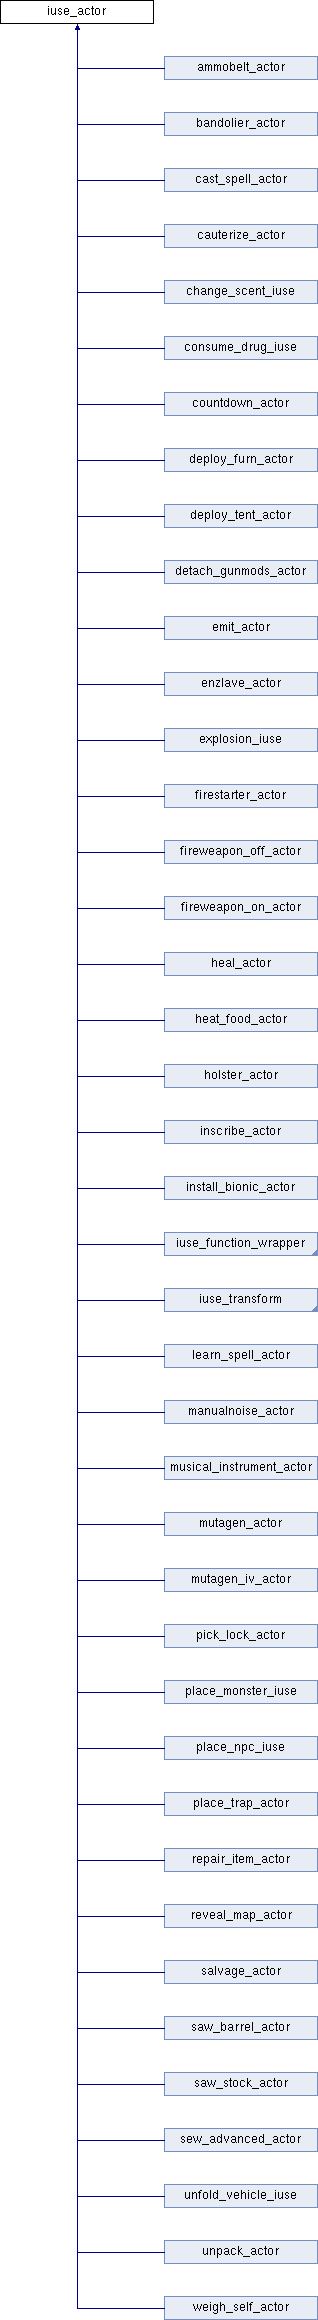 iuse_actor
ammobelt_actor
bandolier_actor
cast_spell_actor
cauterize_actor
change_scent_iuse
consume_drug_iuse
countdown_actor
deploy_furn_actor
deploy_tent_actor
detach_gunmods_actor
emit_actor
enzlave_actor
explosion_iuse
firestarter_actor
fireweapon_off_actor
fireweapon_on_actor
heal_actor
heat_food_actor
holster_actor
inscribe_actor
install_bionic_actor
iuse_function_wrapper
iuse_transform
learn_spell_actor
manualnoise_actor
musical_instrument_actor
mutagen_actor
mutagen_iv_actor
pick_lock_actor
place_monster_iuse
place_npc_iuse
place_trap_actor
repair_item_actor
reveal_map_actor
salvage_actor
saw_barrel_actor
saw_stock_actor
sew_advanced_actor
unfold_vehicle_iuse
unpack_actor
weigh_self_actor